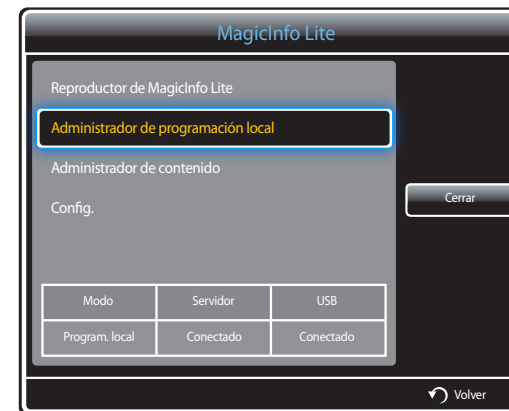 MagicInfo Lite
Reproductor de MagicInfo Lite
Administrador de programación local
Administrador de contenido
Config.
Cerrar
Modo Servidor USB
Program. local Conectado Conectado
Volver